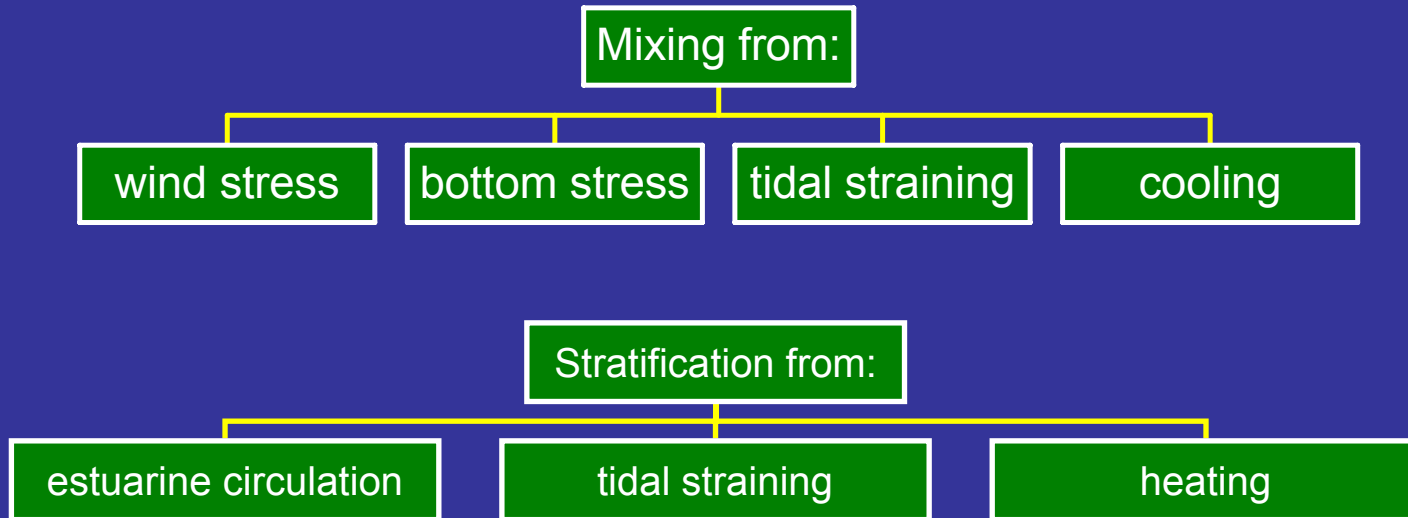 Mixing from:
wind stress
bottom stress
tidal straining
cooling
Stratification from:
estuarine circulation
tidal straining
heating